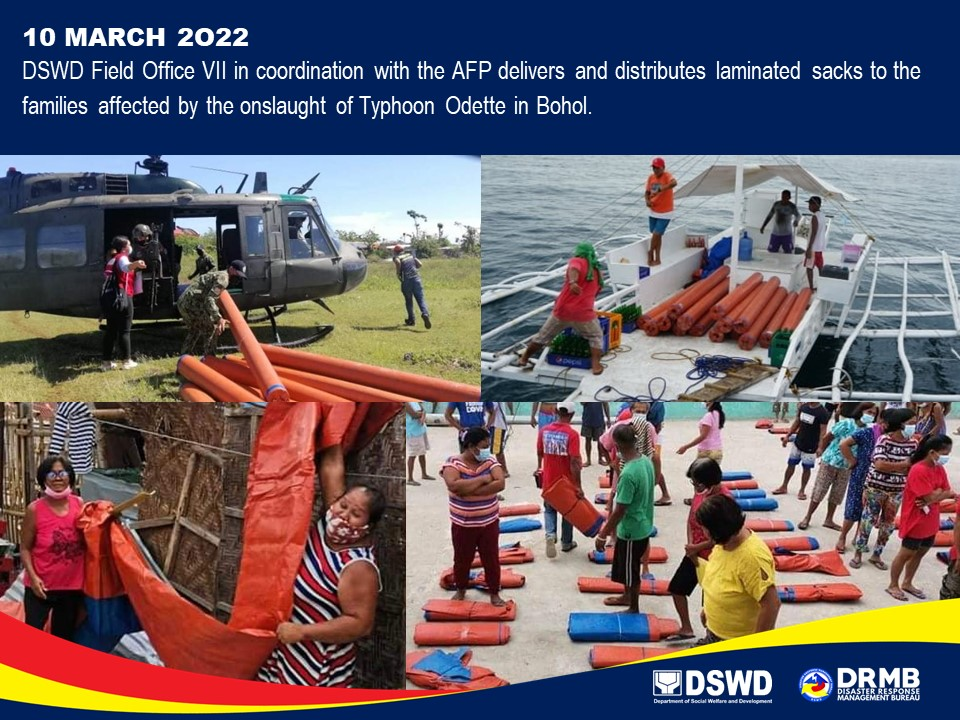 10 MARCH 2O22
DSWD Field Office VII in coordination with the AFP delivers and distributes laminated sacks to the
families affected by the onslaught of Typhoon Odette in Bohol.
DSWD
Department of Social Welfare and Development
DRMB
DISASTER RESPONSE
MANAGEMENT BUREAU